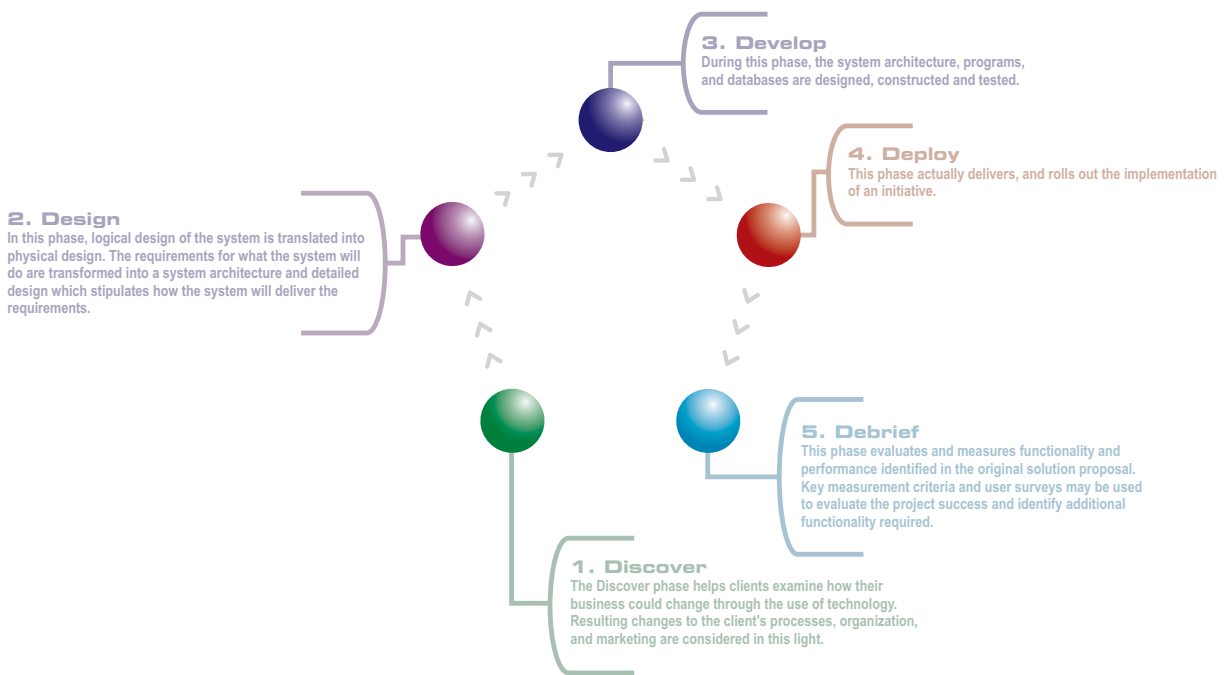 3. Develop
During this phase, the system architecture, programs,
and databases are designed, constructed and tested.
4. Deploy
This phase actually delivers, and rolls out the implementation
of an initiative.
2. Design
In this phase, logical design of the system is translated into
physical design. The requirements for what the system will
do are transformed into a system architecture and detailed
design which stipulates how the system will deliver the
requirements.
5. Debrief
This phase evaluates and measures functionality and
performance identified in the original solution proposal.
Key measurement criteria and user surveys may be used
to evaluate the project success and identify additional
functionality required.
1. Discover
The Discover phase helps clients examine how their
business could change through the use of technology.
Resulting changes to the client's processes, organization,
and marketing are considered in this light.